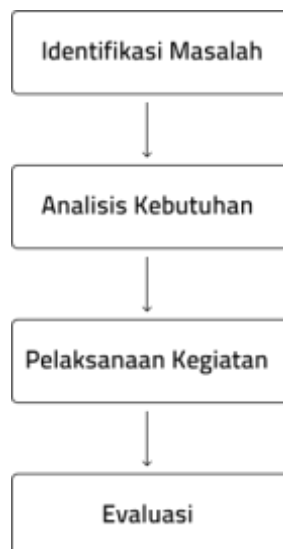 Identifikasi Masalah
Analisis Kebutuhan
Pelaksanaan Kegiatan
Evaluasi